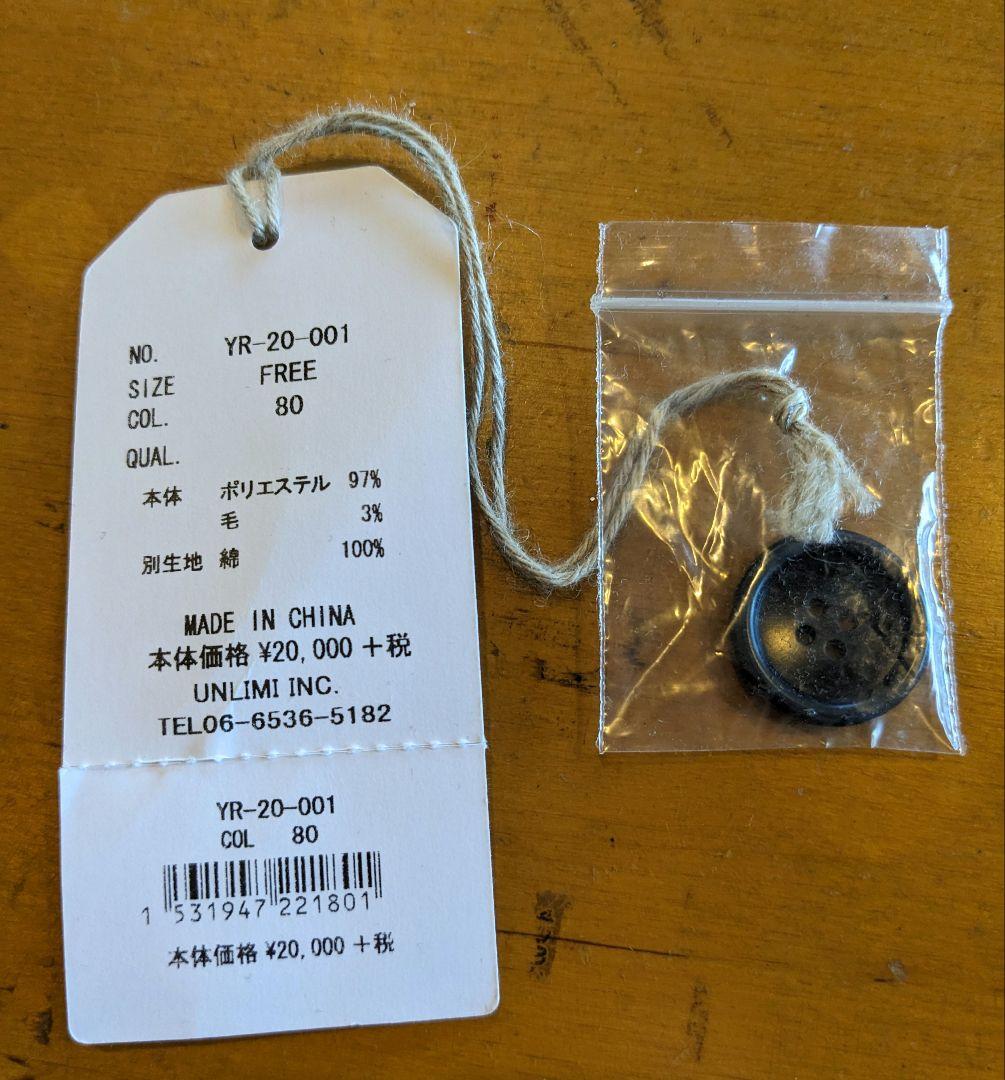 NO. YR-20-001
SIZE FREE
COL. 80
QUAL.
本体 ポリエステル 97%
毛 3%
別生地 綿 100%
MADE IN CHINA
本体価格 ¥20,000 +税
UNLIMI INC.
TEL06-6536-5182
YR-20-001
COL 80
1 531947 221801
本体価格 ¥20,000 +税